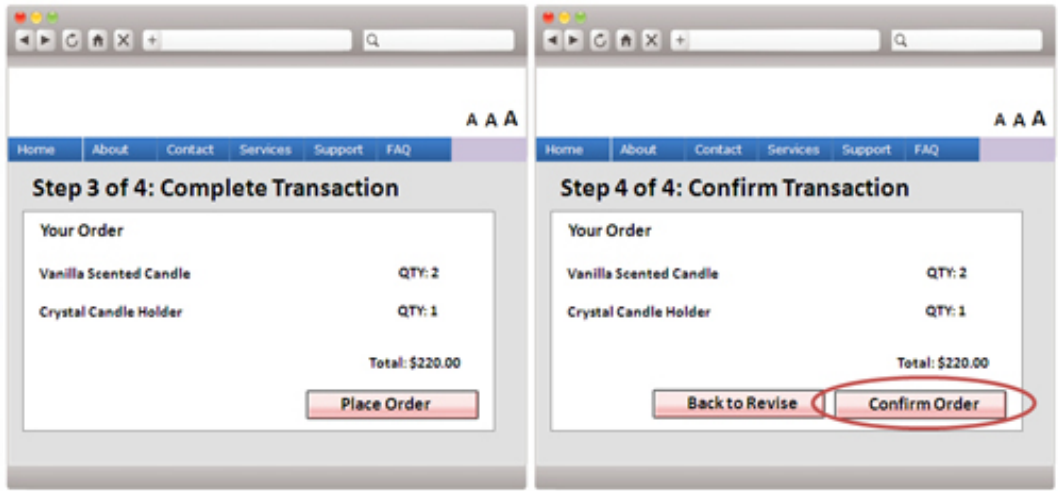 A A A
Home About Contact Services Support FAQ
Step 3 of 4: Complete Transaction
Your Order
Vanilla Scented Candle QTY: 2
Crystal Candle Holder QTY: 1
Total: $220.00
Place Order
A A A
Home About Contact Services Support FAQ
Step 4 of 4: Confirm Transaction
Your Order
Vanilla Scented Candle QTY: 2
Crystal Candle Holder QTY: 1
Total: $220.00
Back to Revise Confirm Order